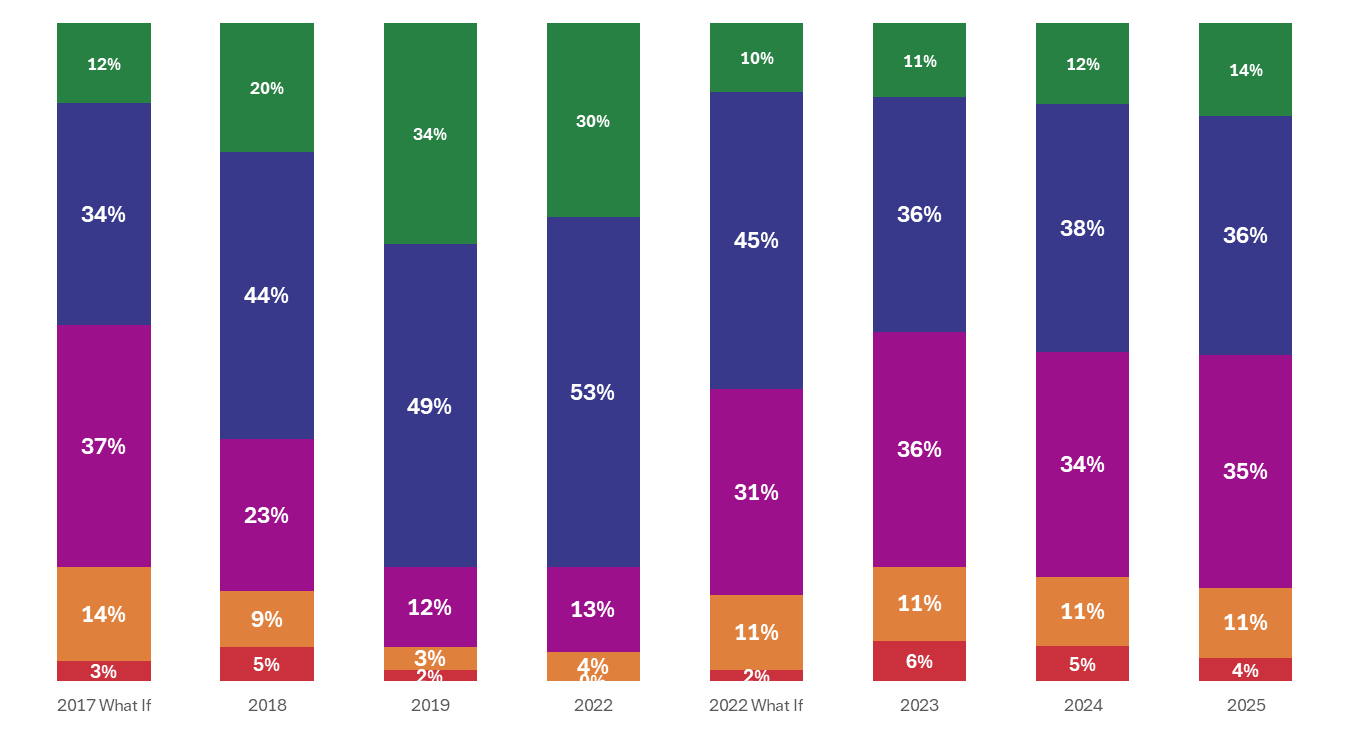 12% 20% 34% 30% 10% 11% 12% 14%
34% 44% 49% 53% 45% 36% 38% 36%
37% 23% 12% 13% 31% 36% 34% 35%
14% 9% 3% 4% 11% 11% 11% 11%
3% 5% 2% 0% 2% 6% 5% 4%
2017 What If 2018 2019 2022 2022 What If 2023 2024 2025